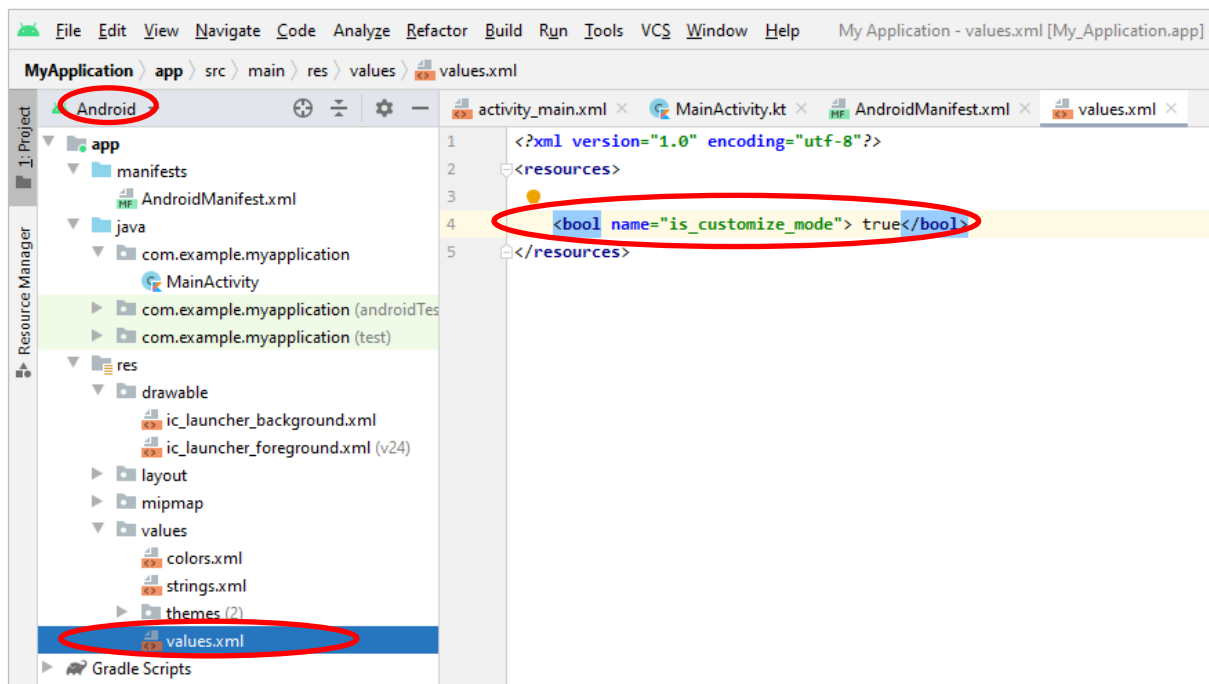 File Edit View Navigate Code Analyze Refactor Build Run Tools VCS Window Help My Application - values.xml [My_Application.app]
MyApplication app src main res values values.xml
1: Project
Resource Manager
Android
app
manifests
AndroidManifest.xml
java
com.example.myapplication
MainActivity
com.example.myapplication (androidTes
com.example.myapplication (test)
res
drawable
ic_launcher_background.xml
ic_launcher_foreground.xml (v24)
layout
mipmap
values
colors.xml
strings.xml
themes (2)
values.xml
Gradle Scripts
activity_main.xml MainActivity.kt AndroidManifest.xml values.xml
1 <?xml version="1.0" encoding="utf-8"?>
2 <resources>
3
4 <bool name="is_customize_mode"> true</bool>
5 </resources>